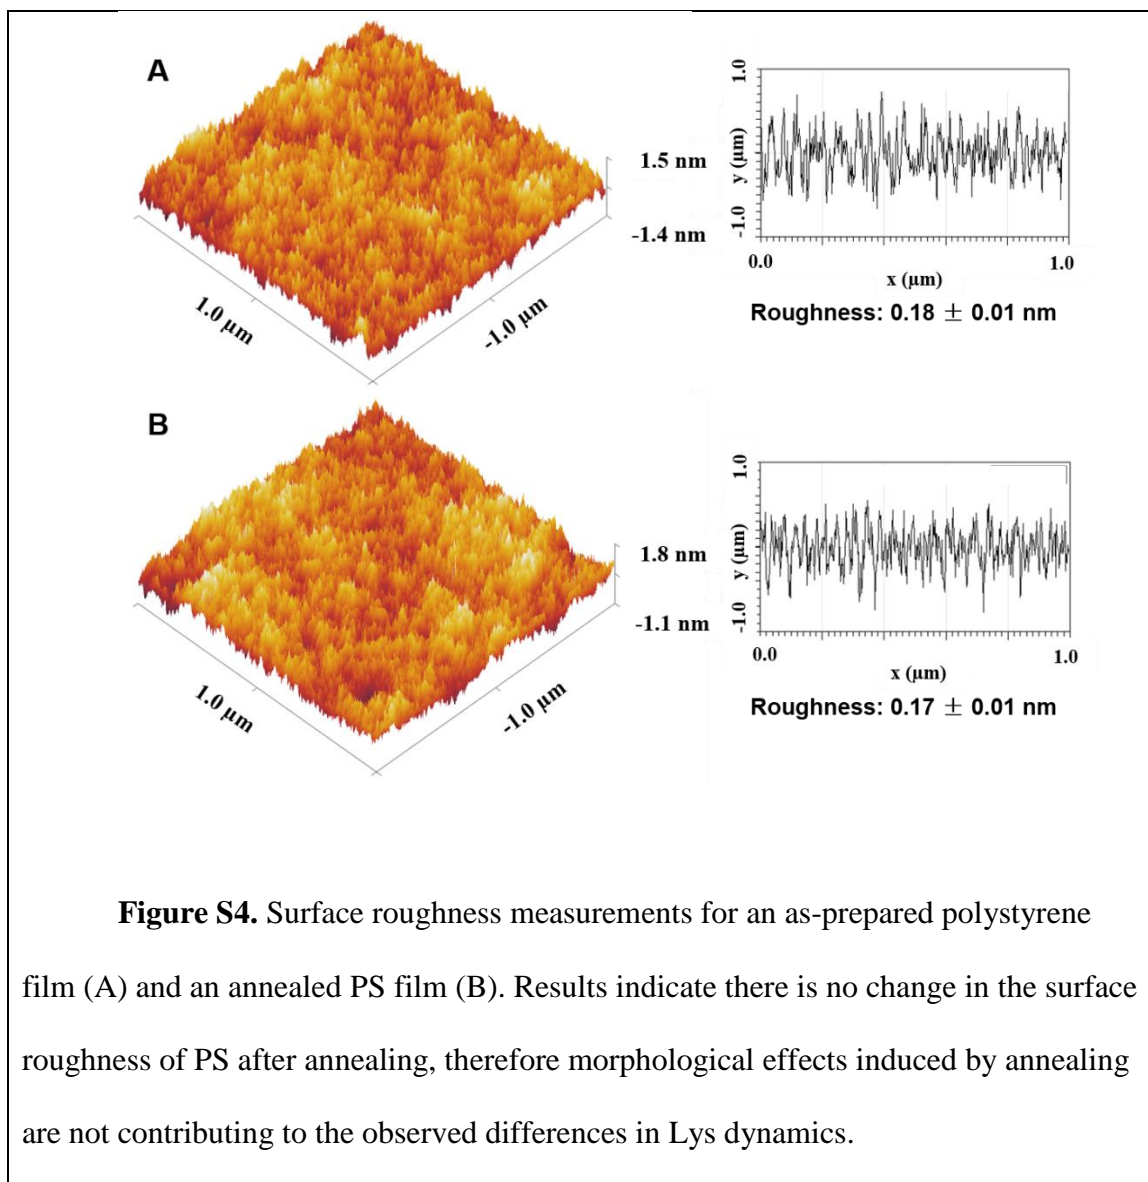 A
1.5 nm
-1.4 nm
1.0 µm
-1.0 µm
1.0
y (µm)
-1.0
0.0
1.0
x (µm)
Roughness: 0.18 ± 0.01 nm
B
1.8 nm
-1.1 nm
1.0 µm
-1.0 µm
1.0
y (µm)
-1.0
0.0
1.0
x (µm)
Roughness: 0.17 ± 0.01 nm
Figure S4. Surface roughness measurements for an as-prepared polystyrene
film (A) and an annealed PS film (B). Results indicate there is no change in the surface
roughness of PS after annealing, therefore morphological effects induced by annealing
are not contributing to the observed differences in Lys dynamics.